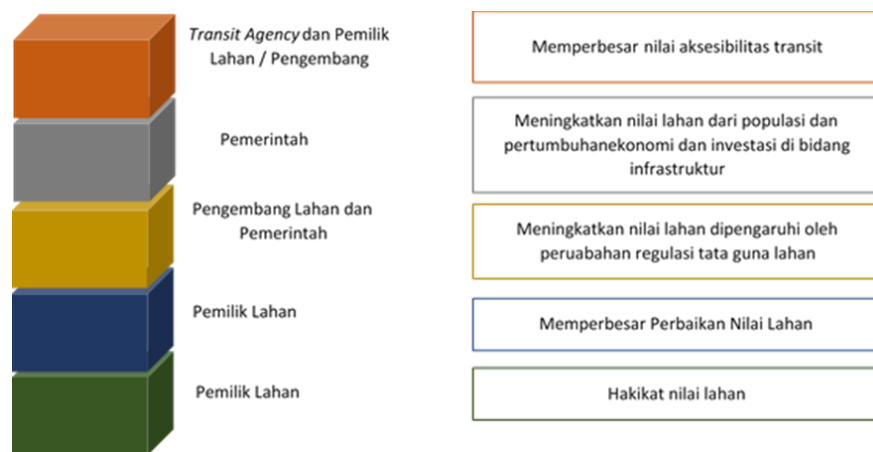 Transit Agency dan Pemilik
Lahan / Pengembang
Memperbesar nilai aksesibilitas transit
Pemerintah
Meningkatkan nilai lahan dari populasi dan
pertumbuhanekonomi dan investasi di bidang
infrastruktur
Pengembang Lahan dan
Pemerintah
Meningkatkan nilai lahan dipengaruhi oleh
peruabahan regulasi tata guna lahan
Pemilik Lahan
Memperbesar Perbaikan Nilai Lahan
Pemilik Lahan
Hakikat nilai lahan